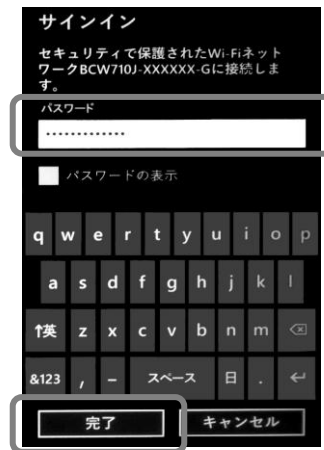 サインイン
セキュリティで保護されたWi-Fiネット
ワークBCW710J-XXXXXX-Gに接続しま
す。
パスワード
•••••••••••••
パスワードの表示
q w e r t y u i o p
a s d f g h j k l
↑英 z x c v b n m ⌫
&123 , – スペース 日 . ↵
完了 キャンセル